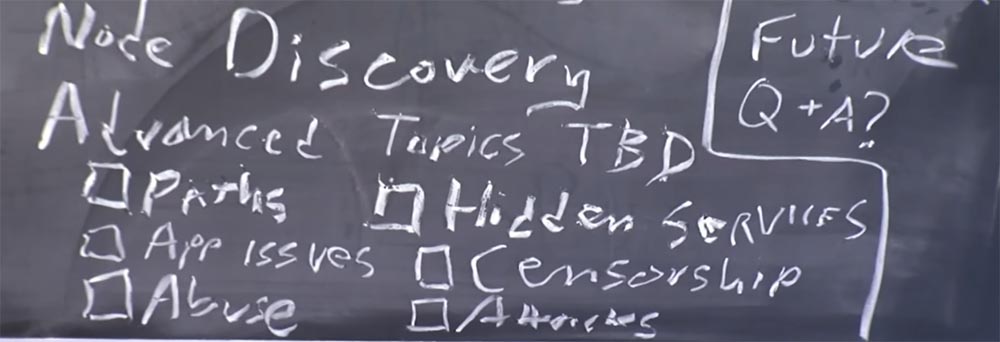 Node Discovery
Advanced Topics TBD
Paths
Hidden Services
App issues
Censorship
Abuse
Attacks
Future
Q+A?